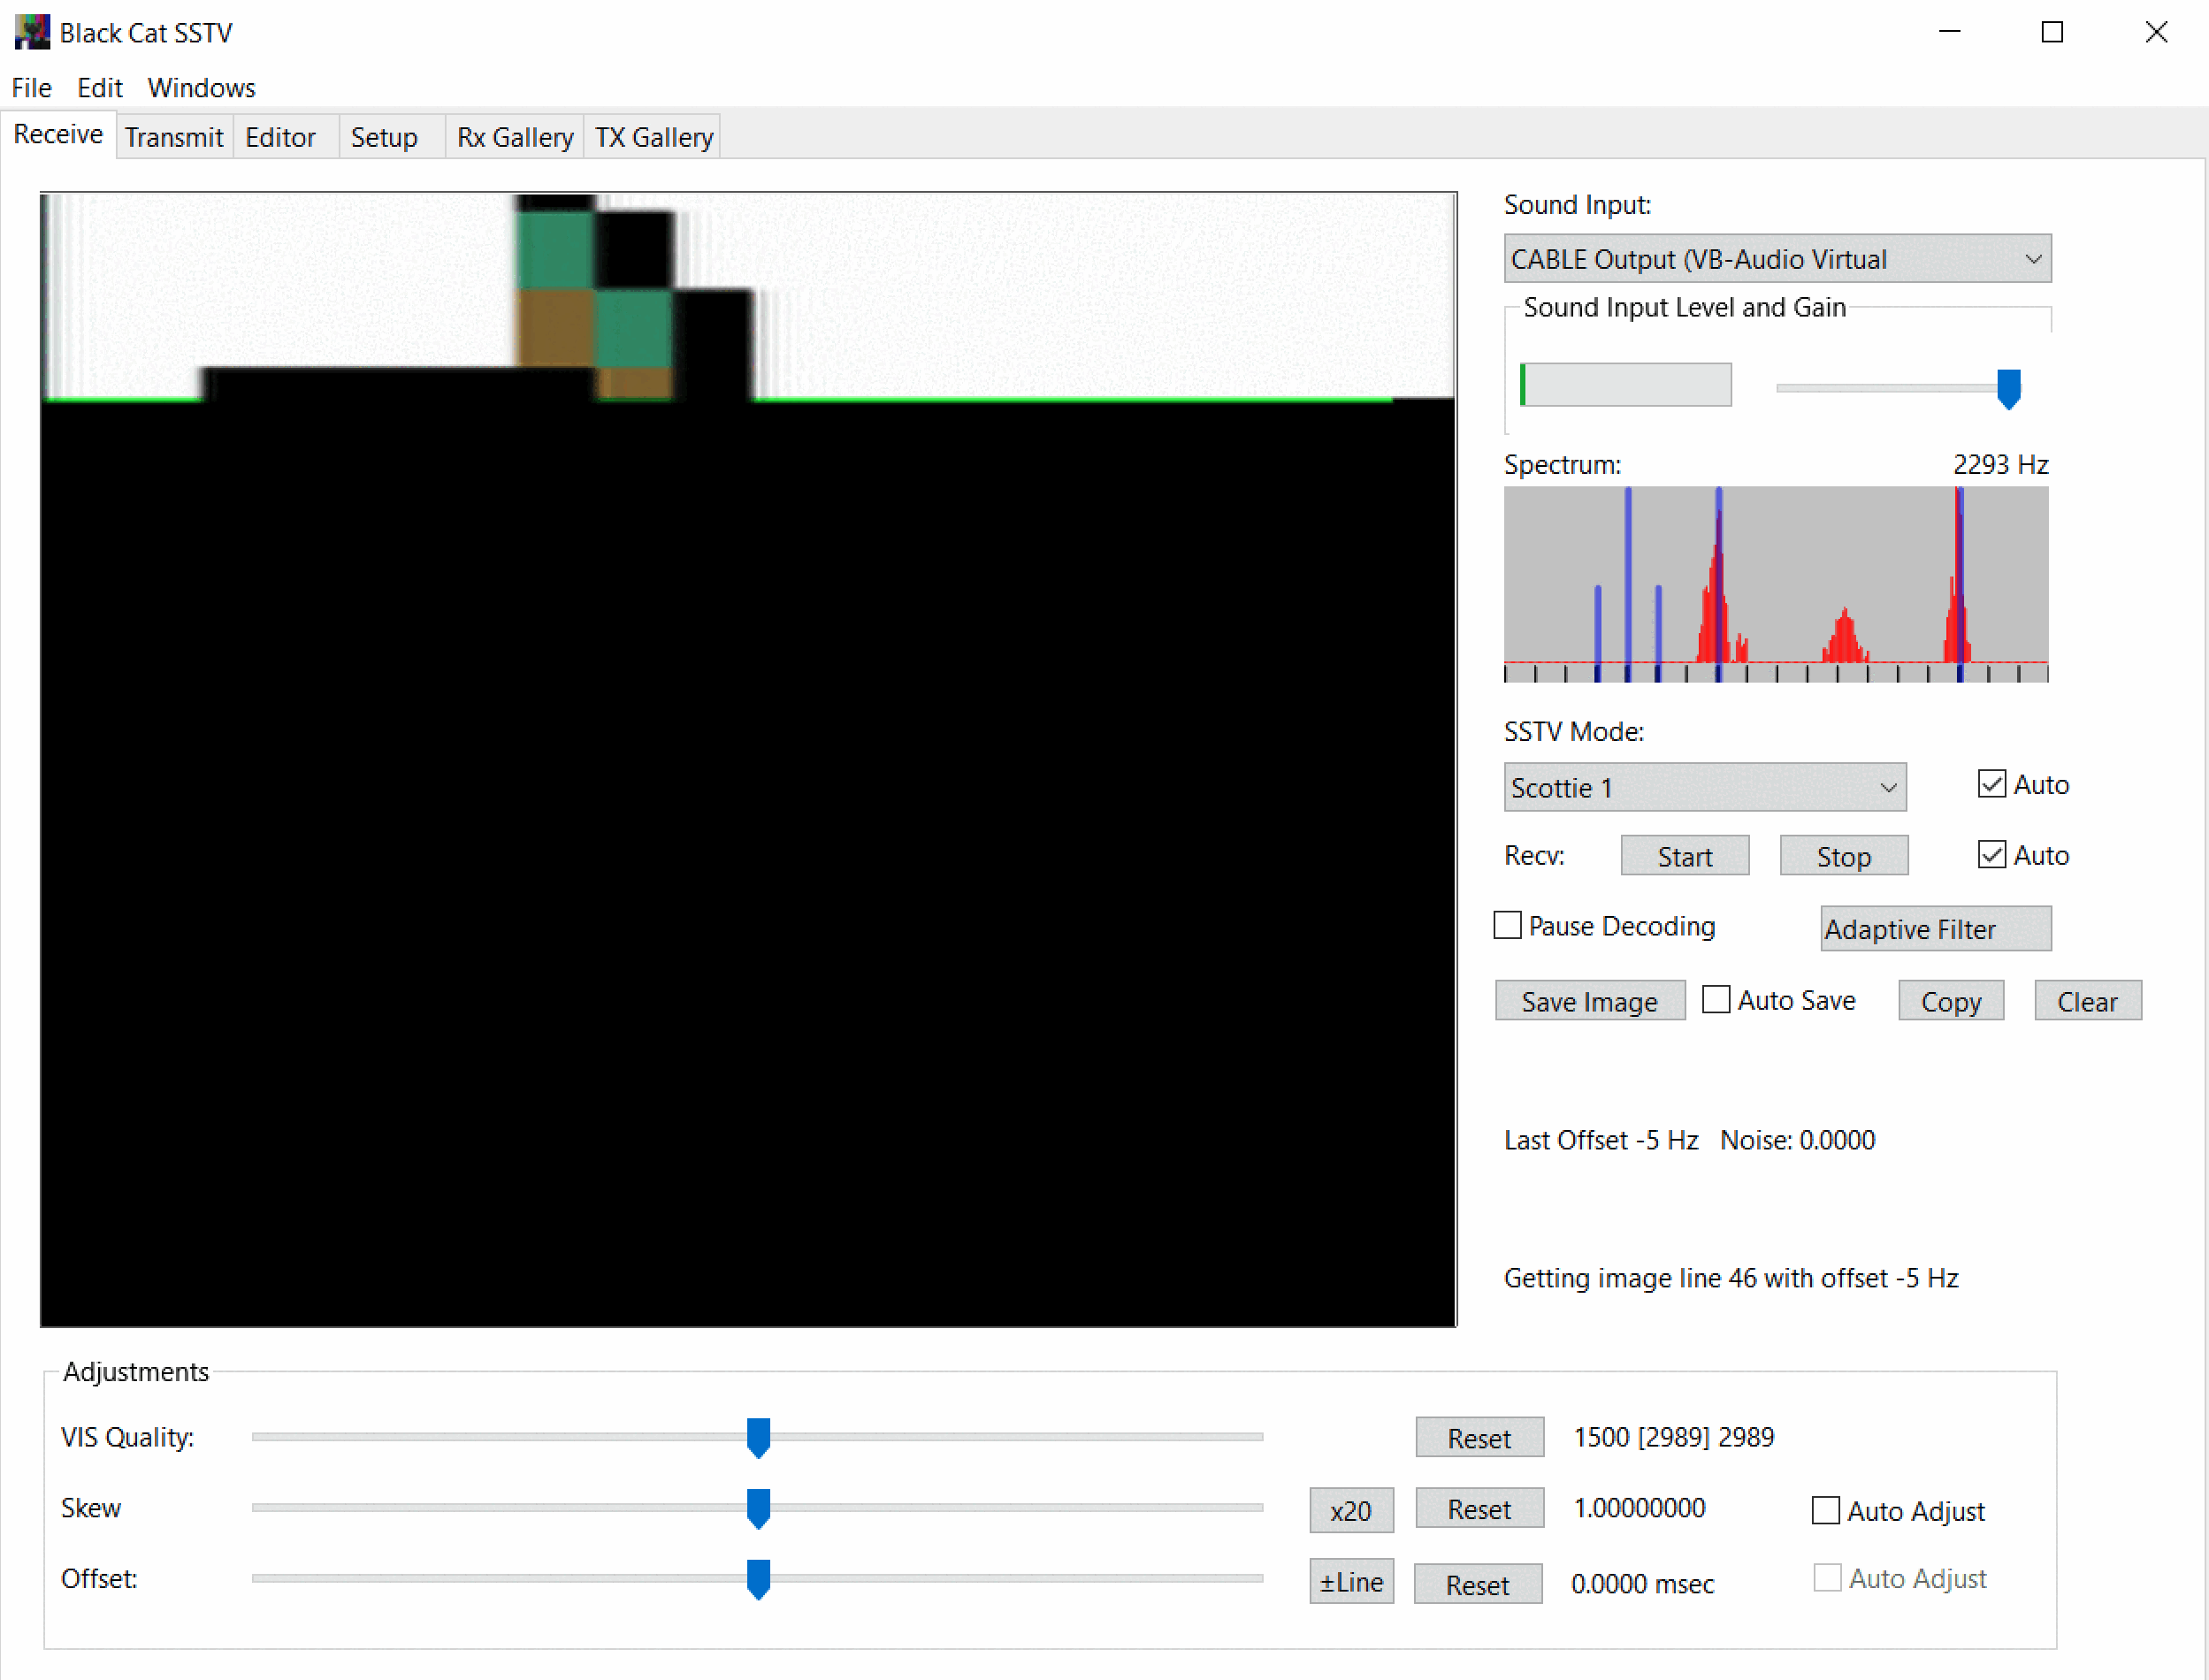 Black Cat SSTV
File Edit Windows
Receive Transmit Editor Setup Rx Gallery TX Gallery
Sound Input:
CABLE Output (VB-Audio Virtual
Sound Input Level and Gain
Spectrum: 2293 Hz
SSTV Mode:
Scottie 1 Auto
Recv: Start Stop Auto
Pause Decoding Adaptive Filter
Save Image Auto Save Copy Clear
Last Offset -5 Hz Noise: 0.0000
Getting image line 46 with offset -5 Hz
Adjustments
VIS Quality: Reset 1500 [2989] 2989
Skew x20 Reset 1.00000000 Auto Adjust
Offset: ±Line Reset 0.0000 msec Auto Adjust